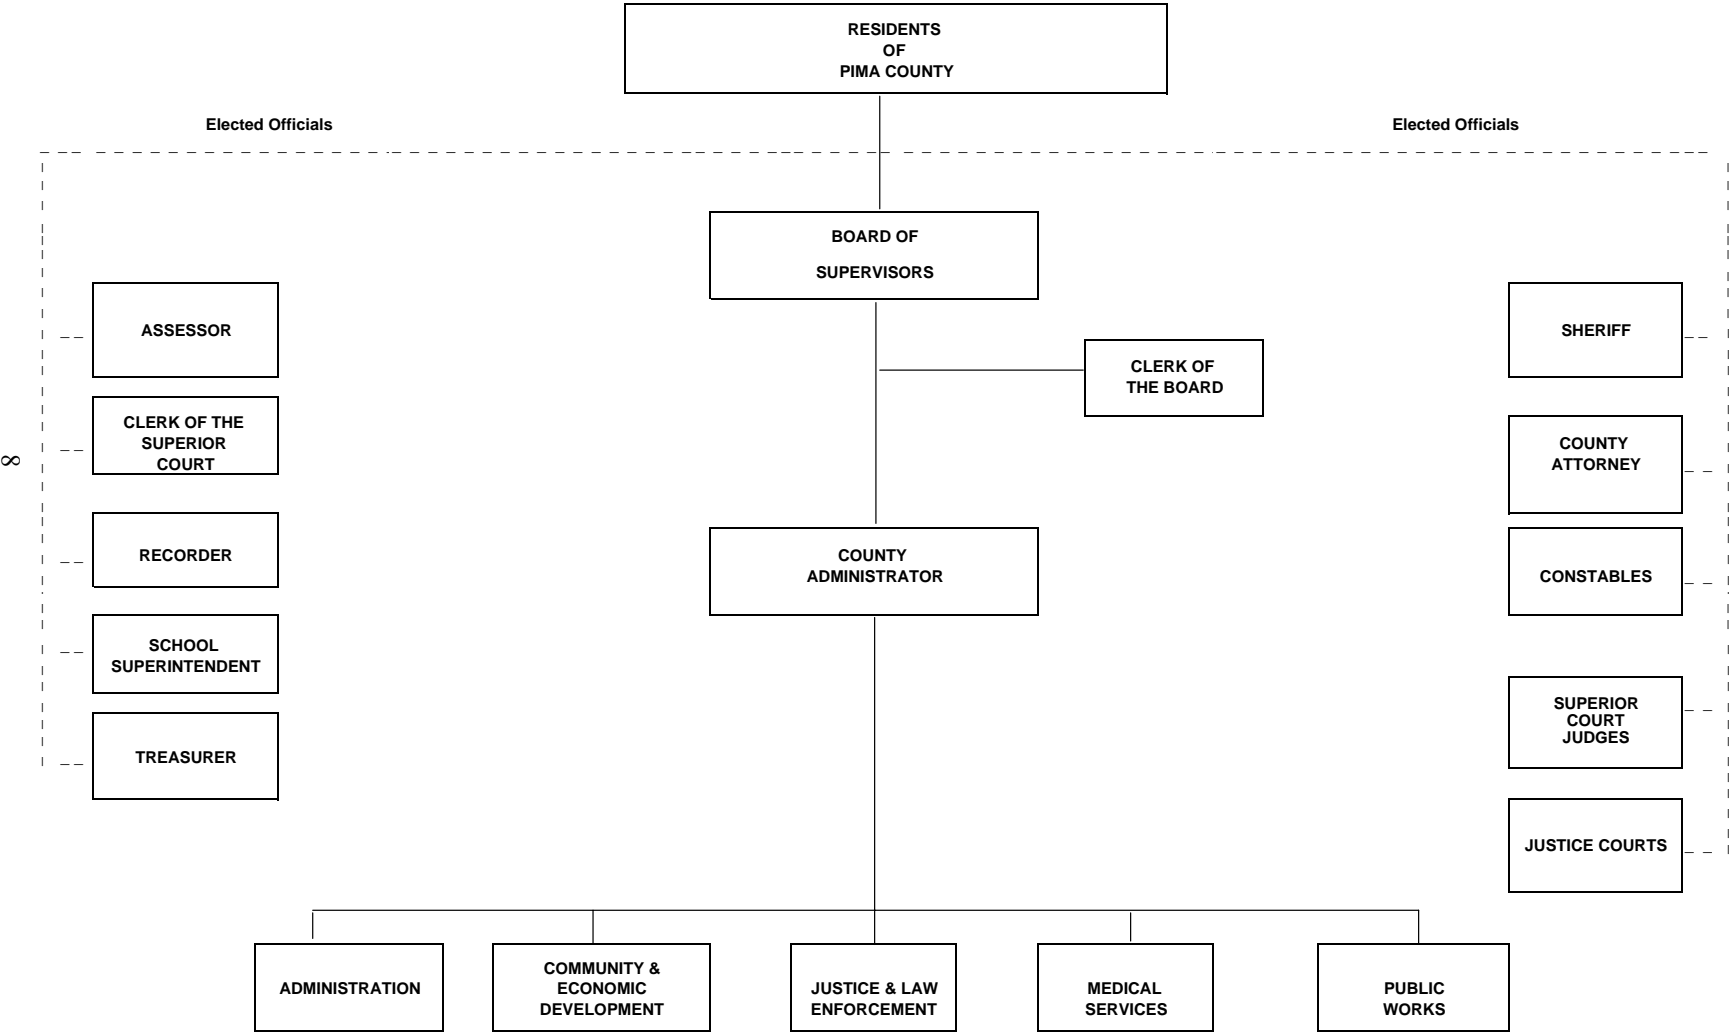 RESIDENTS
OF
PIMA COUNTY
Elected Officials
Elected Officials
BOARD OF
SUPERVISORS
ASSESSOR
SHERIFF
CLERK OF
THE BOARD
CLERK OF THE
SUPERIOR
COURT
COUNTY
ATTORNEY
8
RECORDER
COUNTY
ADMINISTRATOR
CONSTABLES
SCHOOL
SUPERINTENDENT
SUPERIOR
COURT
JUDGES
TREASURER
JUSTICE COURTS
ADMINISTRATION
COMMUNITY &
ECONOMIC
DEVELOPMENT
JUSTICE & LAW
ENFORCEMENT
MEDICAL
SERVICES
PUBLIC
WORKS